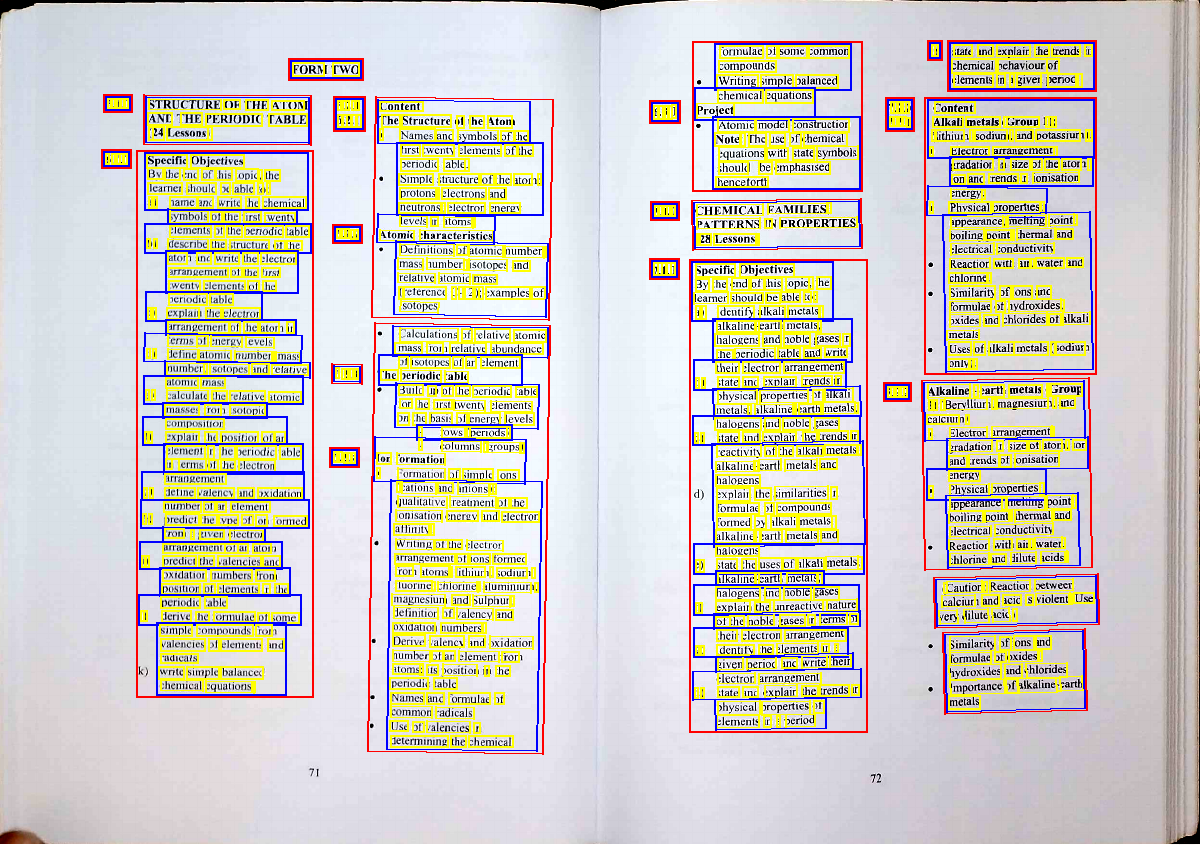 FORM TWO
STRUCTURE OF THE ATOM
AND THE PERIODIC TABLE
(24 Lessons)
Specific Objectives
By the end of this topic, the
learner should be able to:
name and write the chemical
symbols of the first twenty
elements of the periodic table
describe the structure of the
atom and write the electron
arrangement of the first
twenty elements of the
periodic table
explain the electron
arrangement of the atom in
terms of energy levels
define atomic number, mass
number, isotopes and relative
atomic mass
calculate the relative atomic
masses from isotopic
composition
explain the position of an
element in the periodic table
in terms of the electron
arrangement
define valency and oxidation
number of an element
predict the type of ion formed
from a given electron
arrangement of an atom
predict the valencies and
oxidation numbers from
position of elements in the
periodic table
derive the formulae of some
simple compounds from
valencies of elements and
radicals
k) write simple balanced
chemical equations
Content
The Structure of the Atom
Names and symbols of the
first twenty elements of the
periodic table.
• Simple structure of the atom:
protons electrons and
neutrons, electron energy
levels in atoms
Atomic characteristics
• Definitions of atomic number
mass number isotopes and
relative atomic mass
(reference 12); examples of
isotopes
• Calculations of relative atomic
mass from relative abundance
of isotopes of an element
The periodic table
• Build up of the periodic table
for the first twenty elements
on the basis of energy levels
rows (periods)
columns (groups)
Ion formation
Formation of simple ions
cations and anions
qualitative treatment of the
ionisation energy and electron
affinity
• Writing of the electron
arrangement of ions formed
from atoms lithium, sodium,
fluorine chlorine aluminium,
magnesium and Sulphur
definition of valency and
oxidation numbers
• Derive valency and oxidation
number of an element from
atoms; its position in the
periodic table
• Names and formulae of
common radicals
• Use of valencies in
determining the chemical
71
formulae of some common
compounds
• Writing simple balanced
chemical equations
Project
• Atomic model construction
Note: The use of chemical
equations with state symbols
should be emphasised
henceforth
CHEMICAL FAMILIES
PATTERNS IN PROPERTIES
(28 Lessons)
Specific Objectives
By the end of this topic, the
learner should be able to:
identify alkali metals
alkaline earth metals,
halogens and noble gases in
the periodic table and write
their electron arrangement
state and explain trends in
physical properties of alkali
metals, alkaline earth metals,
halogens and noble gases
state and explain the trends in
reactivity of the alkali metals
alkaline earth metals and
halogens
d) explain the similarities in
formulae of compounds
formed by alkali metals
alkaline earth metals and
halogens
e) state the uses of alkali metals,
alkaline earth metals,
halogens and noble gases
explain the unreactive nature
of the noble gases in terms of
their electron arrangement
identify the elements in a
given period and write their
electron arrangement
state and explain the trends in
physical properties of
elements in a period
72
state and explain the trends in
chemical behaviour of
elements in a given period
Content
Alkali metals (Group I):
(lithium, sodium, and potassium).
Electron arrangement
gradation in size of the atom
ion and trends in ionisation
energy.
Physical properties:
appearance, melting point
boiling point thermal and
electrical conductivity
• Reaction with air, water and
chlorine
• Similarity of ions and
formulae of hydroxides,
oxides and chlorides of alkali
metals
• Uses of alkali metals (sodium
only).
Alkaline - earth metals (Group
II) (Beryllium, magnesium, and
calcium)
Electron arrangement
gradation in size of atom, ion
and trends of ionisation
energy
• Physical properties
appearance melting point
boiling point thermal and
electrical conductivity
• Reaction with air, water,
chlorine and dilute acids
(Caution: Reaction between
calcium and acid is violent. Use
very dilute acid)
• Similarity of ions and
formulae of oxides
hydroxides and chlorides
• Importance of alkaline-earth
metals